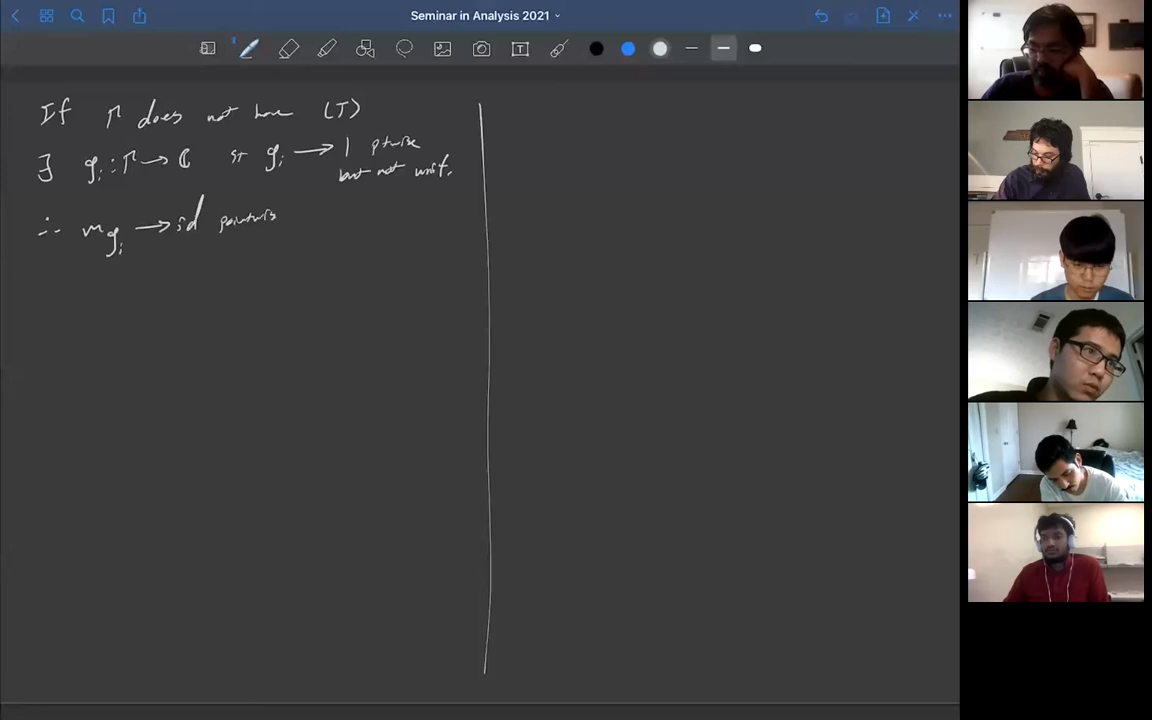 Seminar in Analysis 2021
If Γ does not have (T)
∃ φᵢ : Γ → ℂ st φᵢ → 1 ptwise
but not unif.
∴ m_φᵢ → id pointwise